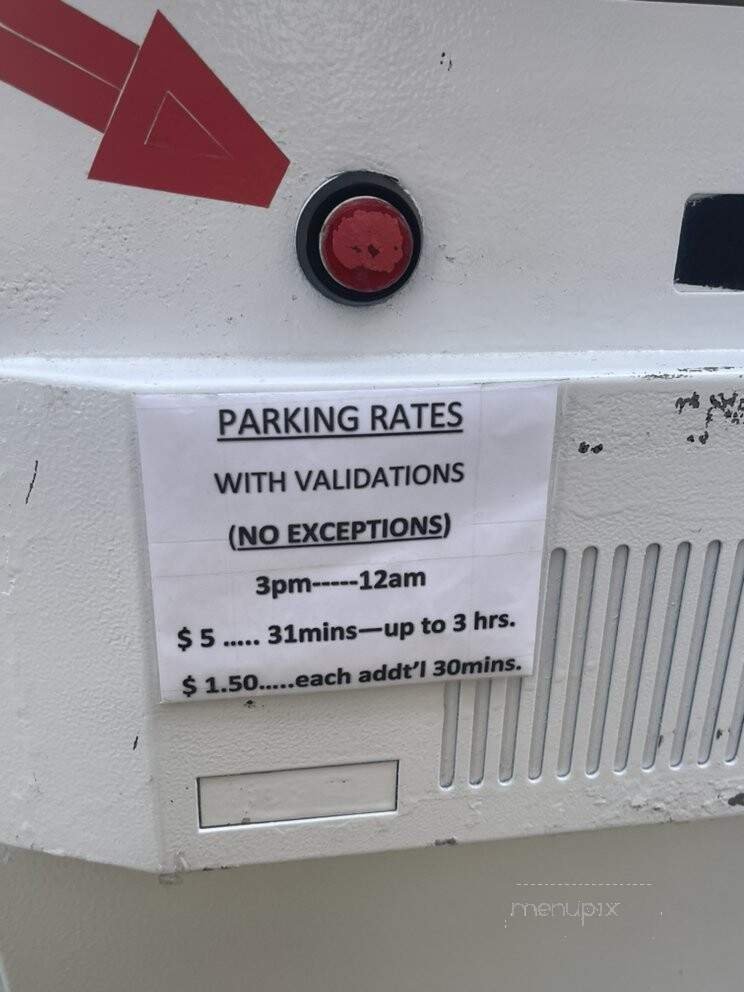 PARKING RATES
WITH VALIDATIONS
(NO EXCEPTIONS)
3pm-----12am
$ 5 ..... 31mins—up to 3 hrs.
$ 1.50.....each addt'l 30mins.
menupix